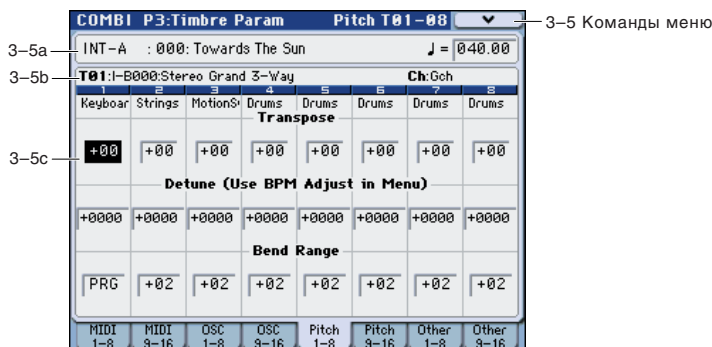 COMBI P3:Timbre Param Pitch T01-08
3–5 Команды меню
3–5a
INT-A : 000: Towards The Sun ♩ = 040.00
3–5b
T01:I-B000:Stereo Grand 3-Way Ch:Gch
1 2 3 4 5 6 7 8
Keyboar Strings MotionS Drums Drums Drums Drums Drums
Transpose
3–5c
+00 +00 +00 +00 +00 +00 +00 +00
Detune (Use BPM Adjust in Menu)
+0000 +0000 +0000 +0000 +0000 +0000 +0000 +0000
Bend Range
PRG +02 +02 +02 +02 +02 +02 +02
MIDI 1-8 MIDI 9-16 OSC 1-8 OSC 9-16 Pitch 1-8 Pitch 9-16 Other 1-8 Other 9-16